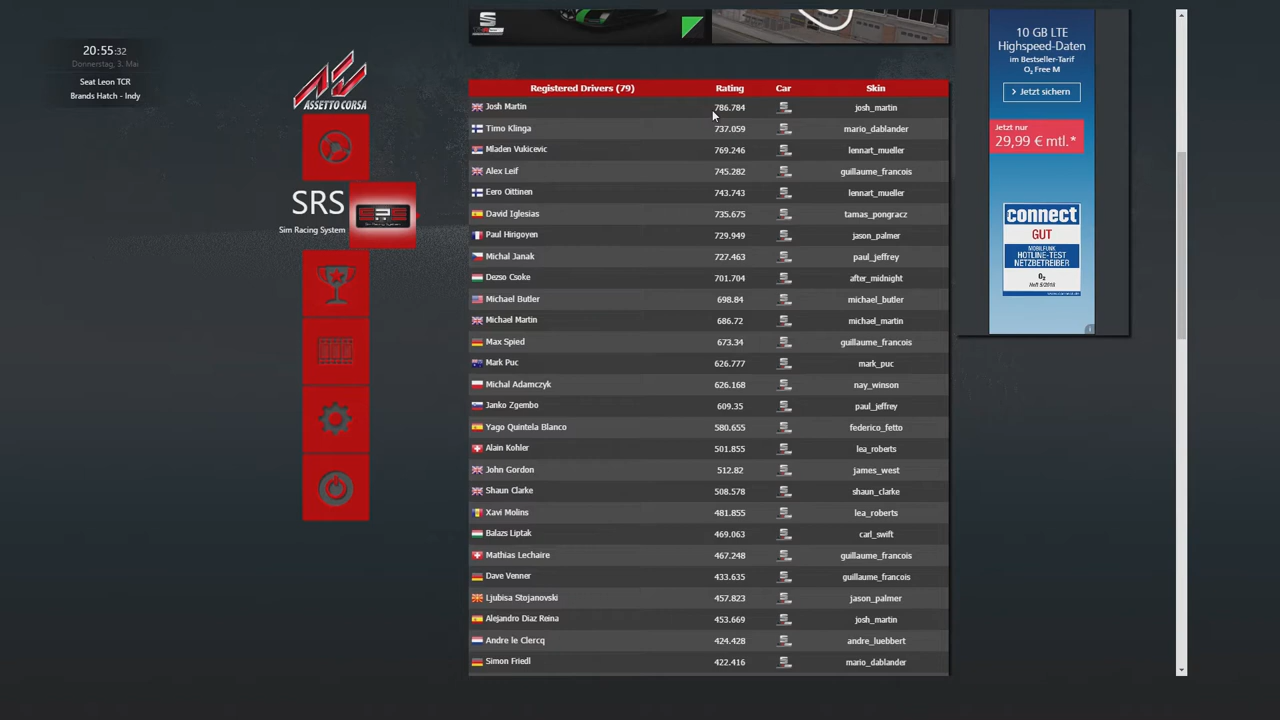 20:55:32
Donnerstag, 3. Mai
Seat Leon TCR
Brands Hatch - Indy
ASSETTO CORSA
SRS
Sim Racing System
Registered Drivers (79) Rating Car Skin
Josh Martin 786.784 josh_martin
Timo Klinga 737.059 mario_dablander
Mladen Vukicevic 769.246 lennart_mueller
Alex Leif 745.282 guillaume_francois
Eero Oittinen 743.743 lennart_mueller
David Iglesias 735.675 tamas_pongracz
Paul Hirigoyen 729.949 jason_palmer
Michal Janak 727.463 paul_jeffrey
Dezso Csoke 701.704 after_midnight
Michael Butler 698.84 michael_butler
Michael Martin 686.72 michael_martin
Max Spied 673.34 guillaume_francois
Mark Puc 626.777 mark_puc
Michal Adamczyk 626.168 nay_winson
Janko Zgembo 609.35 paul_jeffrey
Yago Quintela Blanco 580.655 federico_fetto
Alain Kohler 501.855 lea_roberts
John Gordon 512.82 james_west
Shaun Clarke 508.578 shaun_clarke
Xavi Molins 481.855 lea_roberts
Balazs Liptak 469.063 carl_swift
Mathias Lechaire 467.248 guillaume_francois
Dave Venner 433.635 guillaume_francois
Ljubisa Stojanovski 457.823 jason_palmer
Alejandro Diaz Reina 453.669 josh_martin
Andre le Clercq 424.428 andre_luebbert
Simon Friedl 422.416 mario_dablander
10 GB LTE
Highspeed-Daten
im Bestseller-Tarif
O₂ Free M
> Jetzt sichern
Jetzt nur
29,99 € mtl.*
connect
GUT
MOBILFUNK
HOTLINE-TEST
NETZBETREIBER
O₂
Heft 5/2018